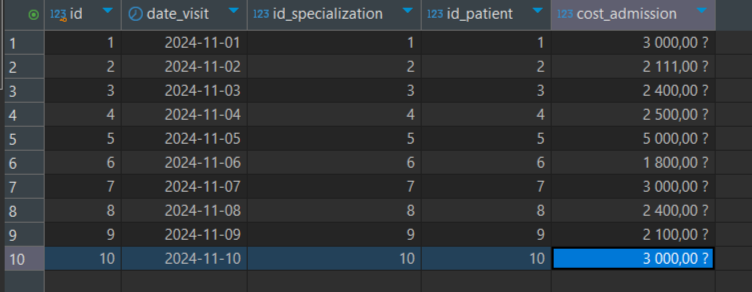 123 id date_visit 123 id_specialization 123 id_patient 123 cost_admission
1 1 2024-11-01 1 1 3 000,00 ?
2 2 2024-11-02 2 2 2 111,00 ?
3 3 2024-11-03 3 3 2 400,00 ?
4 4 2024-11-04 4 4 2 500,00 ?
5 5 2024-11-05 5 5 5 000,00 ?
6 6 2024-11-06 6 6 1 800,00 ?
7 7 2024-11-07 7 7 3 000,00 ?
8 8 2024-11-08 8 8 2 400,00 ?
9 9 2024-11-09 9 9 2 100,00 ?
10 10 2024-11-10 10 10 3 000,00 ?